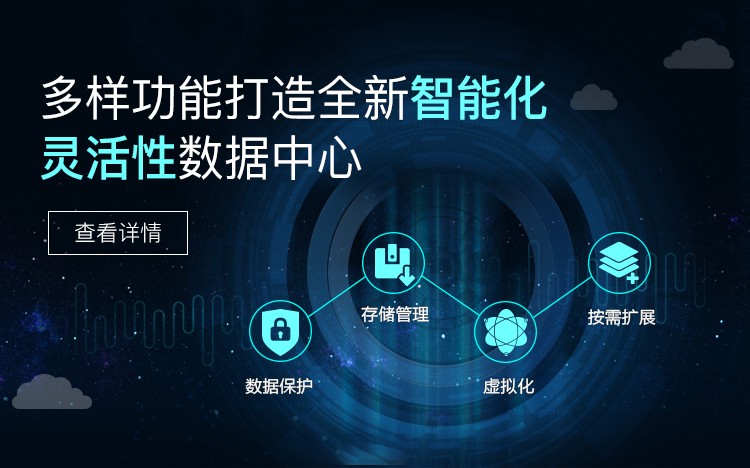 多样功能打造全新智能化
灵活性数据中心
查看详情
存储管理
按需扩展
数据保护
虚拟化